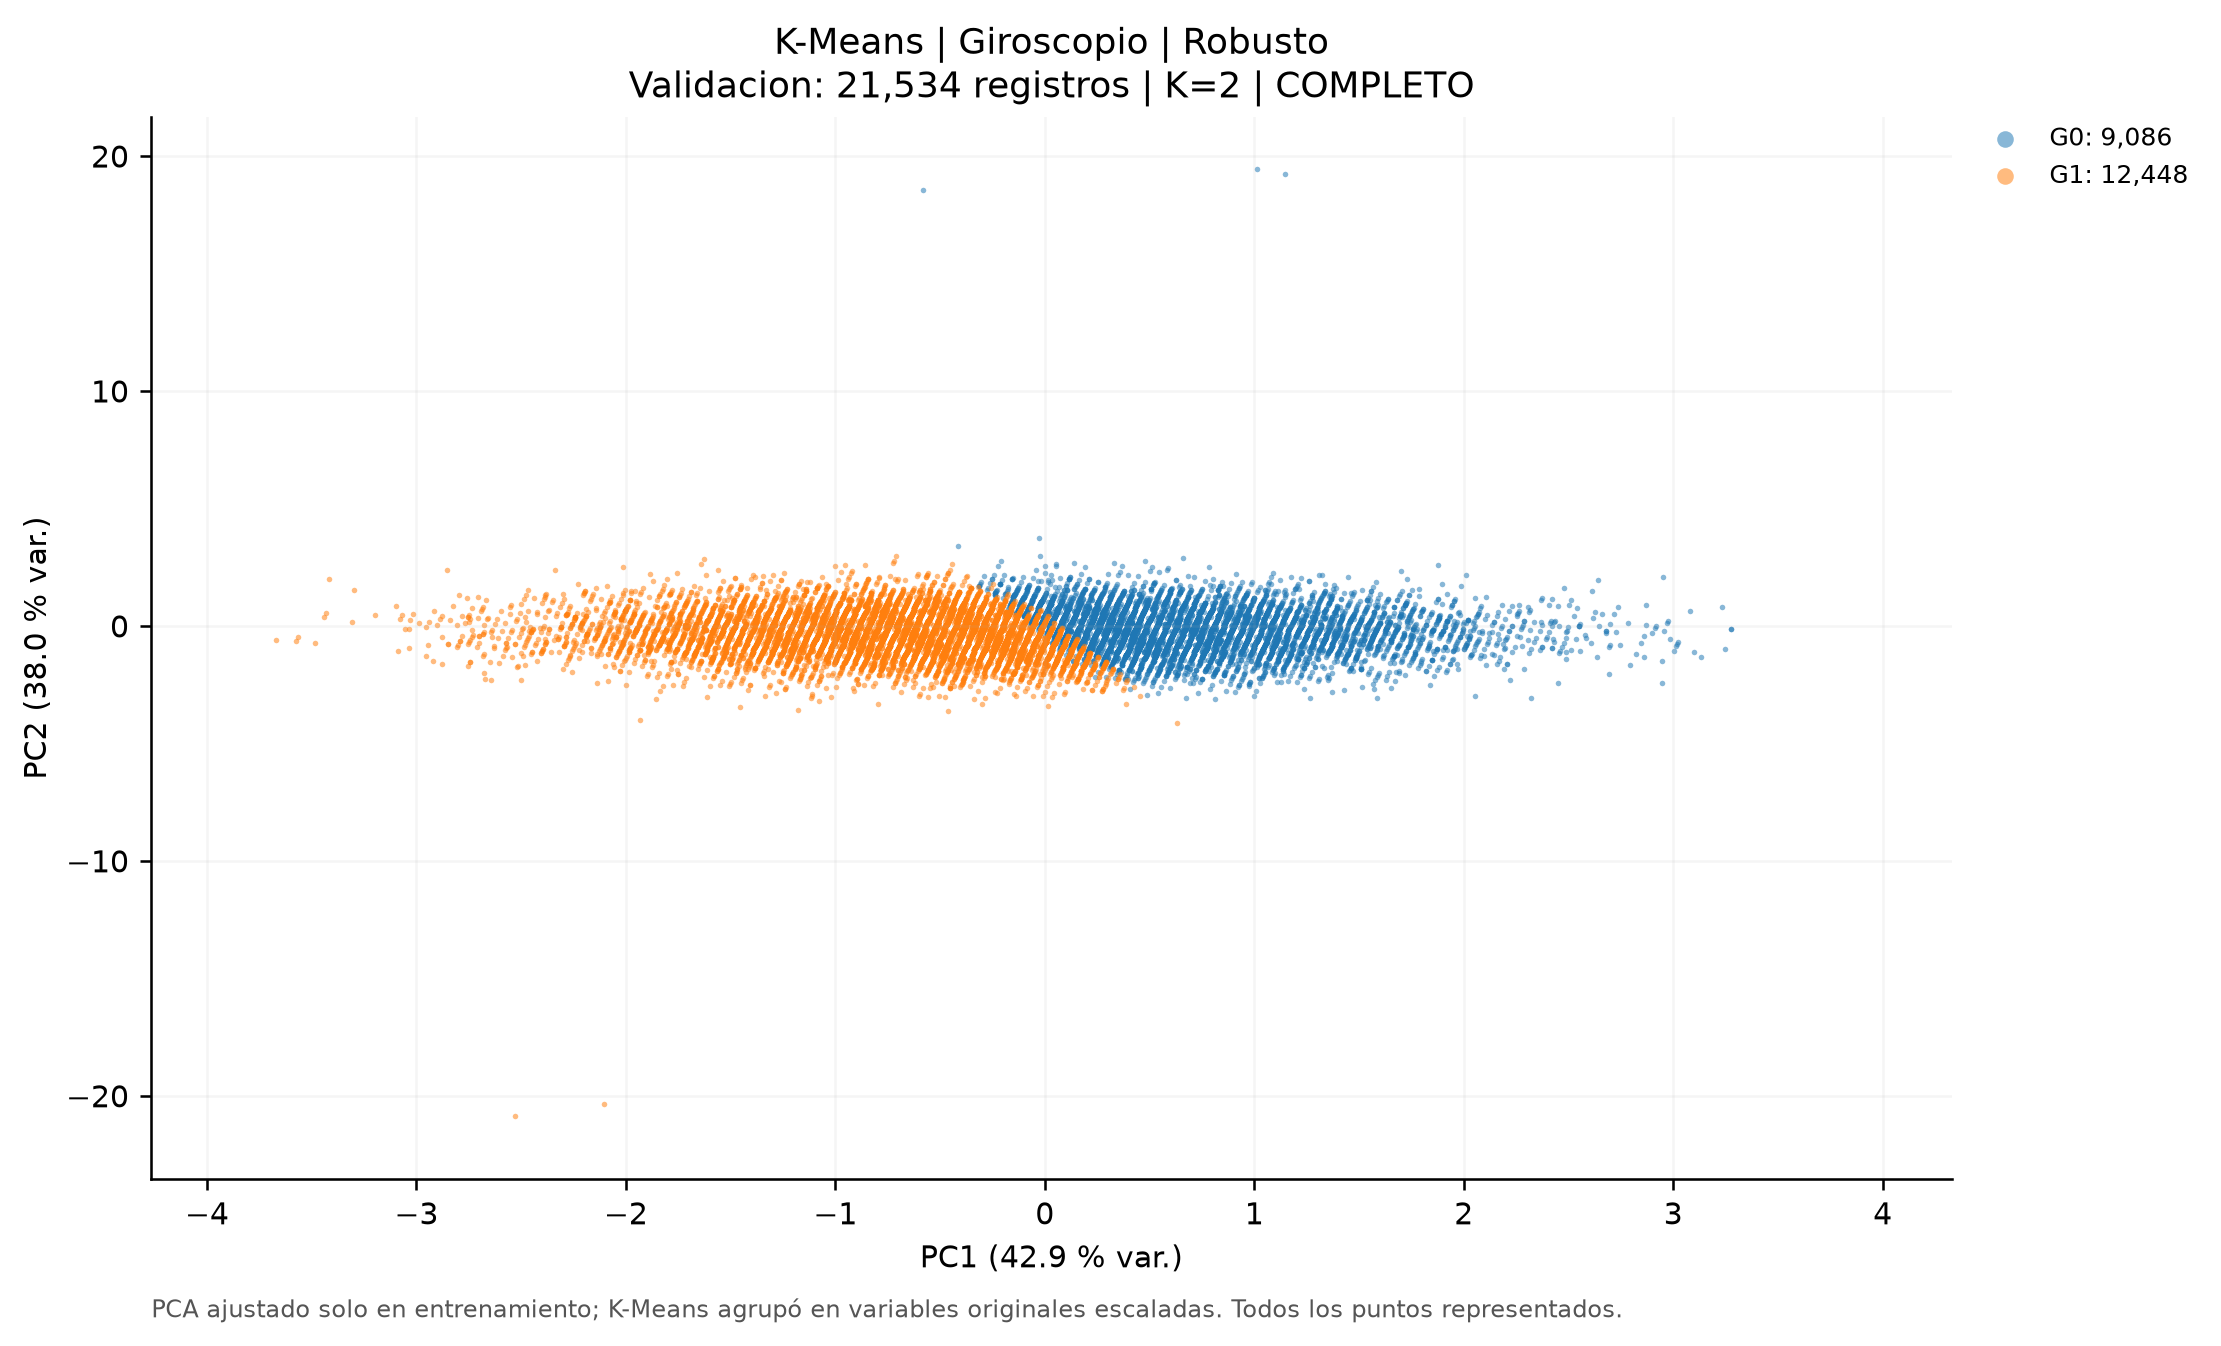 K-Means | Giroscopio | Robusto
Validacion: 21,534 registros | K=2 | COMPLETO
G0: 9,086
G1: 12,448
20
10
0
−10
−20
PC2 (38.0 % var.)
−4
−3
−2
−1
0
1
2
3
4
PC1 (42.9 % var.)
PCA ajustado solo en entrenamiento; K-Means agrupó en variables originales escaladas. Todos los puntos representados.